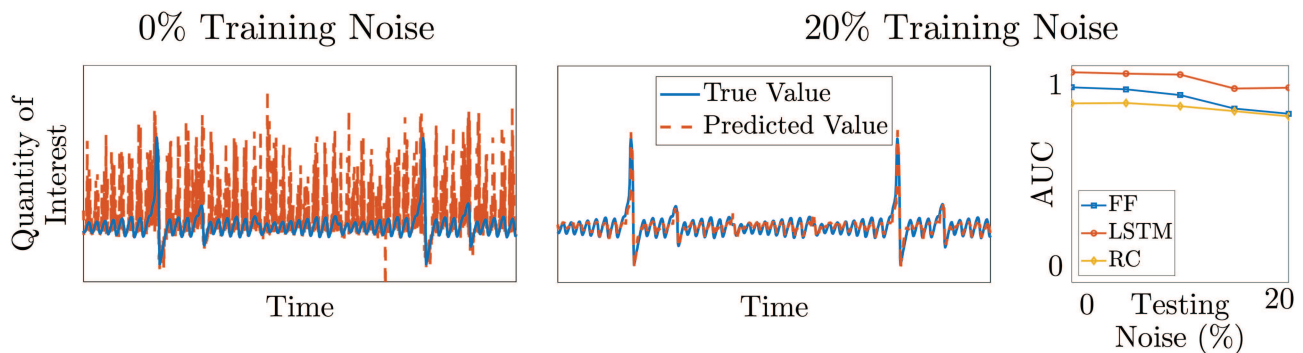 0% Training Noise
20% Training Noise
Quantity of
Interest
Time
True Value
Predicted Value
Time
AUC
1
0
FF
LSTM
RC
0
20
Testing
Noise (%)